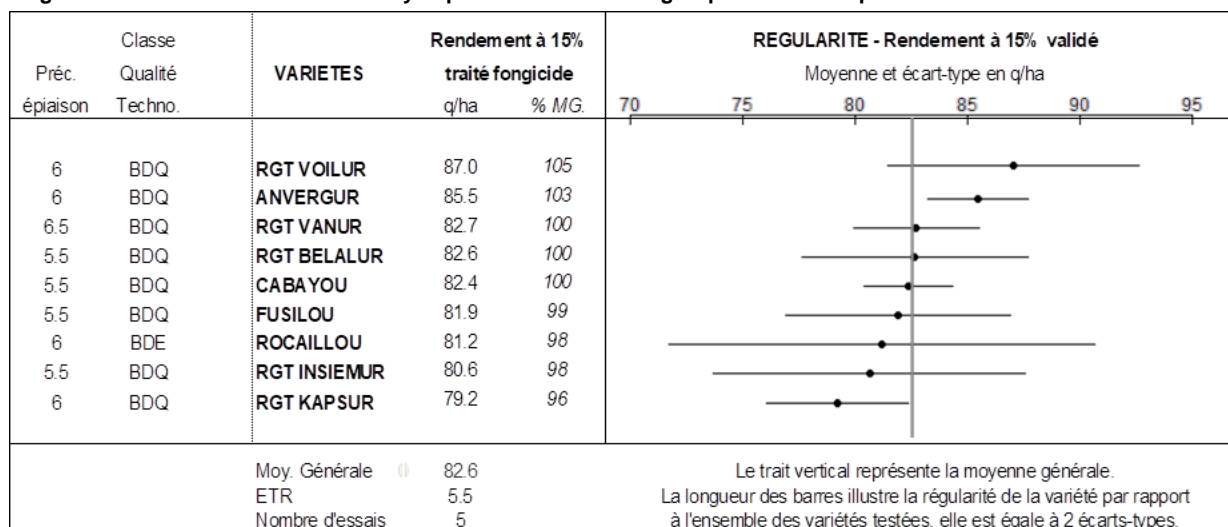 Classe Rendement à 15% REGULARITE - Rendement à 15% validé
Préc. Qualité VARIETES traité fongicide Moyenne et écart-type en q/ha
épiaison Techno. q/ha % MG. 70 75 80 85 90 95
6 BDQ RGT VOILUR 87.0 105
6 BDQ ANVERGUR 85.5 103
6.5 BDQ RGT VANUR 82.7 100
5.5 BDQ RGT BELALUR 82.6 100
5.5 BDQ CABAYOU 82.4 100
5.5 BDQ FUSILOU 81.9 99
6 BDE ROCAILLOU 81.2 98
5.5 BDQ RGT INSIEMUR 80.6 98
6 BDQ RGT KAPSUR 79.2 96
Moy. Générale 82.6 Le trait vertical représente la moyenne générale.
ETR 5.5 La longueur des barres illustre la régularité de la variété par rapport
Nombre d'essais 5 à l'ensemble des variétés testées, elle est égale à 2 écarts-types.